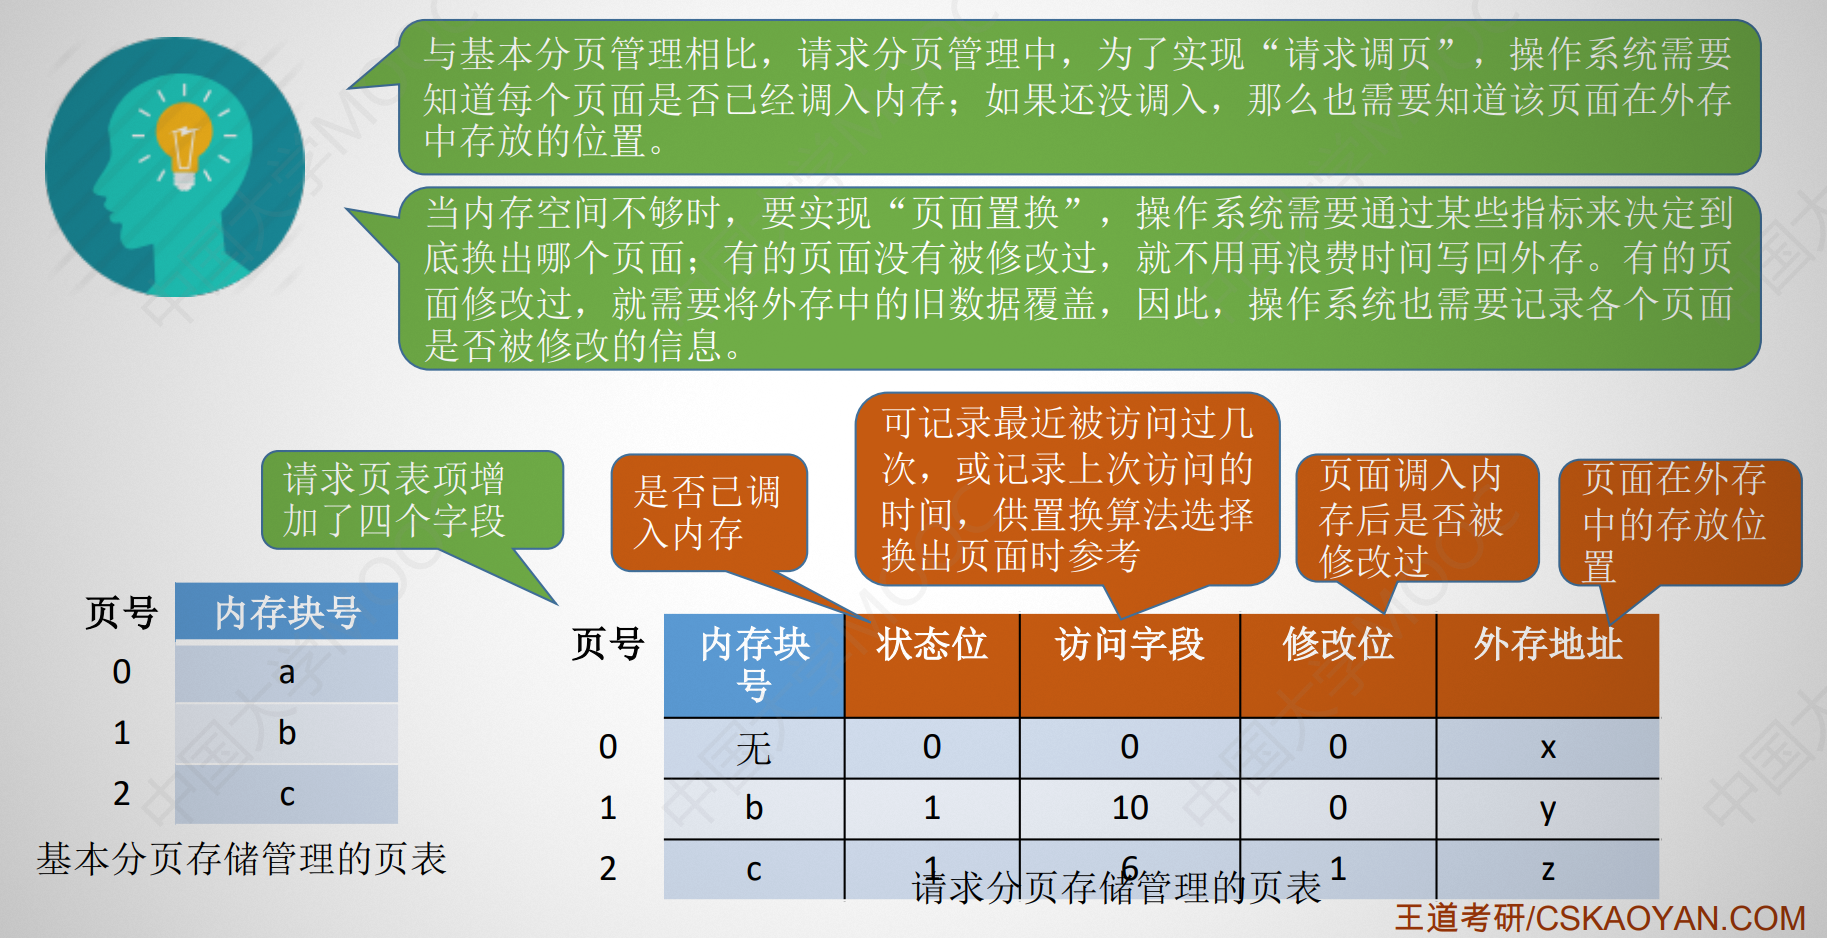 与基本分页管理相比，请求分页管理中，为了实现“请求调页”，操作系统需要
知道每个页面是否已经调入内存；如果还没调入，那么也需要知道该页面在外存
中存放的位置。
当内存空间不够时，要实现“页面置换”，操作系统需要通过某些指标来决定到
底换出哪个页面；有的页面没有被修改过，就不用再浪费时间写回外存。有的页
面修改过，就需要将外存中的旧数据覆盖，因此，操作系统也需要记录各个页面
是否被修改的信息。
请求页表项增
加了四个字段
是否已调
入内存
可记录最近被访问过几
次，或记录上次访问的
时间，供置换算法选择
换出页面时参考
页面调入内
存后是否被
修改过
页面在外存
中的存放位
置
页号 内存块号
0 a
1 b
2 c
基本分页存储管理的页表
页号 内存块号 状态位 访问字段 修改位 外存地址
0 无 0 0 0 x
1 b 1 10 0 y
2 c 1 6 1 z
请求分页存储管理的页表
王道考研/CSKAOYAN.COM
中国大学MOOC